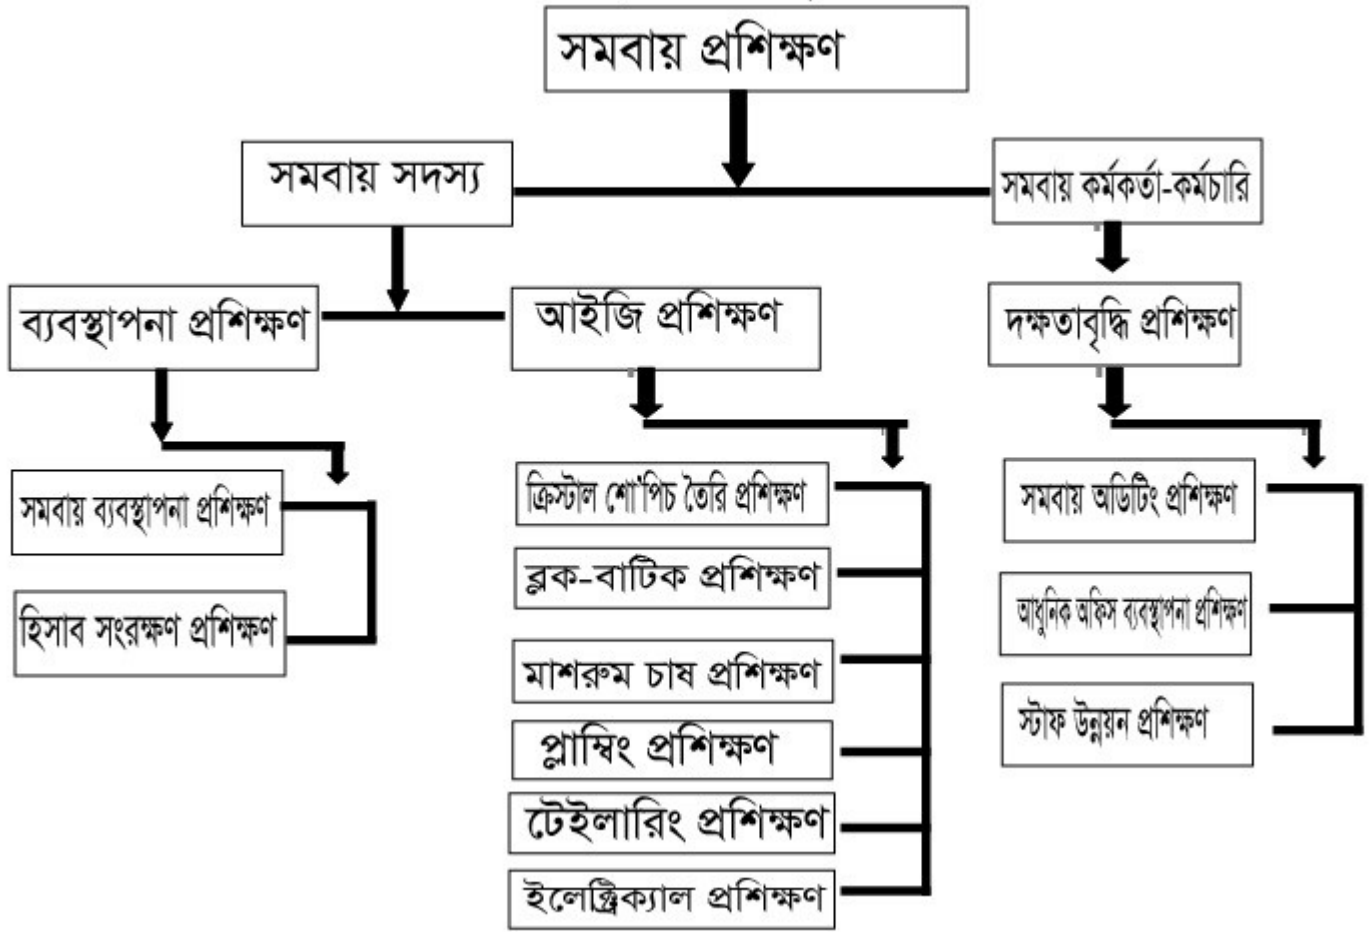 সমবায় প্রশিক্ষণ
সমবায় সদস্য
সমবায় কর্মকর্তা-কর্মচারি
ব্যবস্থাপনা প্রশিক্ষণ
আইজি প্রশিক্ষণ
দক্ষতাবৃদ্ধি প্রশিক্ষণ
সমবায় ব্যবস্থাপনা প্রশিক্ষণ
হিসাব সংরক্ষণ প্রশিক্ষণ
ক্রিস্টাল শো'পিচ তৈরি প্রশিক্ষণ
ব্লক-বাটিক প্রশিক্ষণ
মাশরুম চাষ প্রশিক্ষণ
প্লাম্বিং প্রশিক্ষণ
টেইলারিং প্রশিক্ষণ
ইলেক্ট্রিক্যাল প্রশিক্ষণ
সমবায় অডিটিং প্রশিক্ষণ
আধুনিক অফিস ব্যবস্থাপনা প্রশিক্ষণ
স্টাফ উন্নয়ন প্রশিক্ষণ